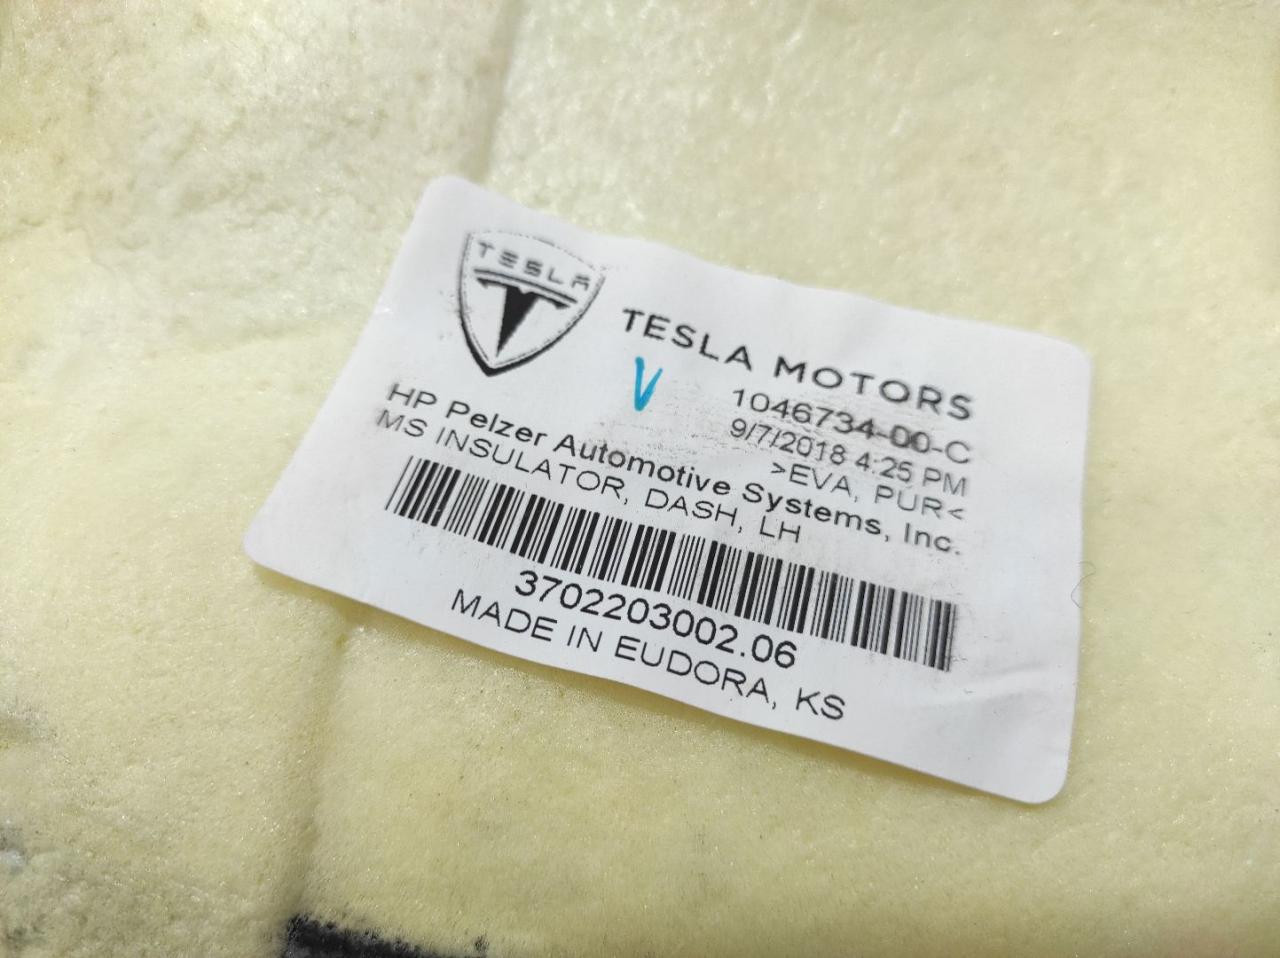 TESLA
TESLA MOTORS
V
1046734-00-C
9/7/2018 4:25 PM
>EVA, PUR<
HP Pelzer Automotive Systems, Inc.
MS INSULATOR, DASH, LH
3702203002.06
MADE IN EUDORA, KS